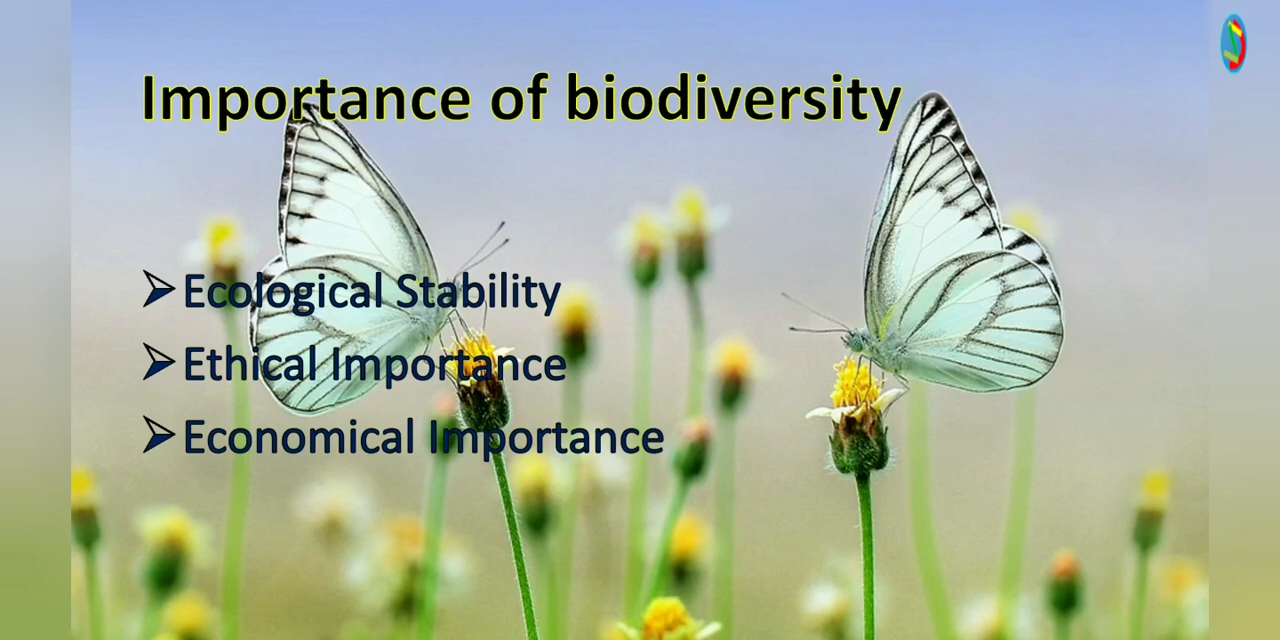 Importance of biodiversity
➢Ecological Stability
➢Ethical Importance
➢Economical Importance